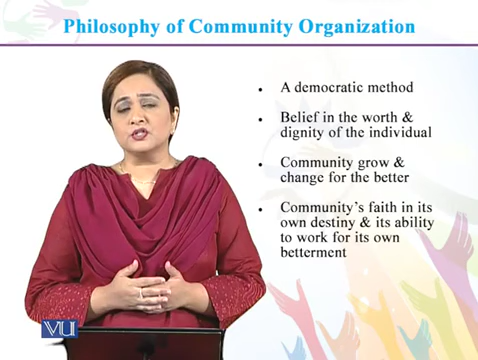 Philosophy of Community Organization
• A democratic method
• Belief in the worth &
dignity of the individual
• Community grow &
change for the better
• Community's faith in its
own destiny & its ability
to work for its own
betterment
VU